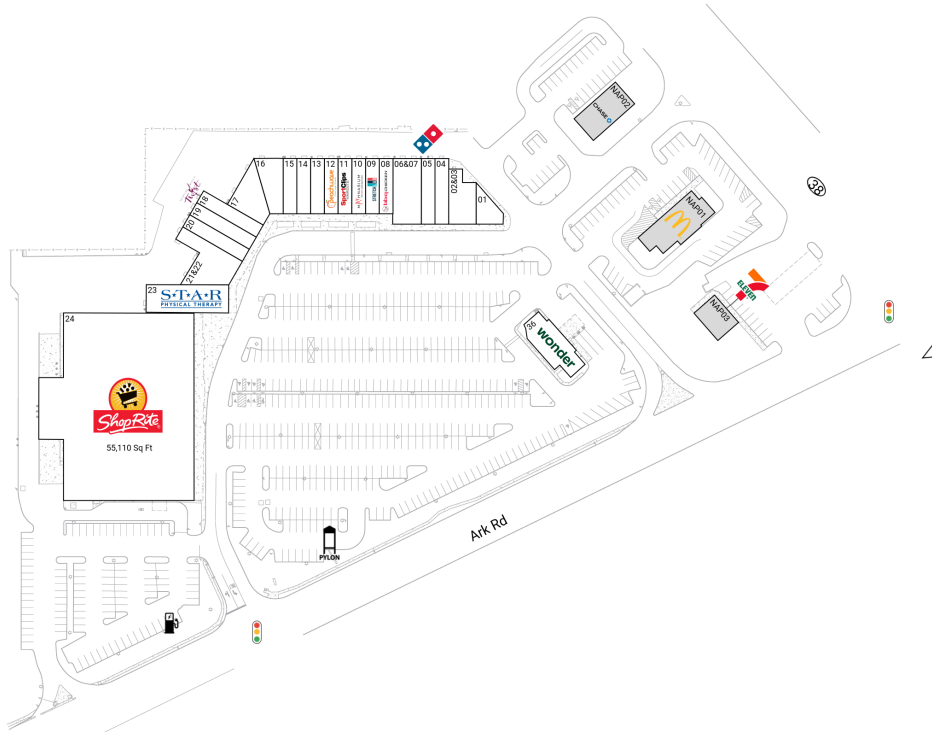 NAP02
CHASE
38
NAP01
16
15
14
13
12
11
10
09
08
06&07
05
04
02&03
01
SportClips
17
18
19
20
21&22
23
S·T·A·R
PHYSICAL THERAPY
ELEVEN
NAP03
24
36
wonder
ShopRite
55,110 Sq Ft
Ark Rd
PYLON